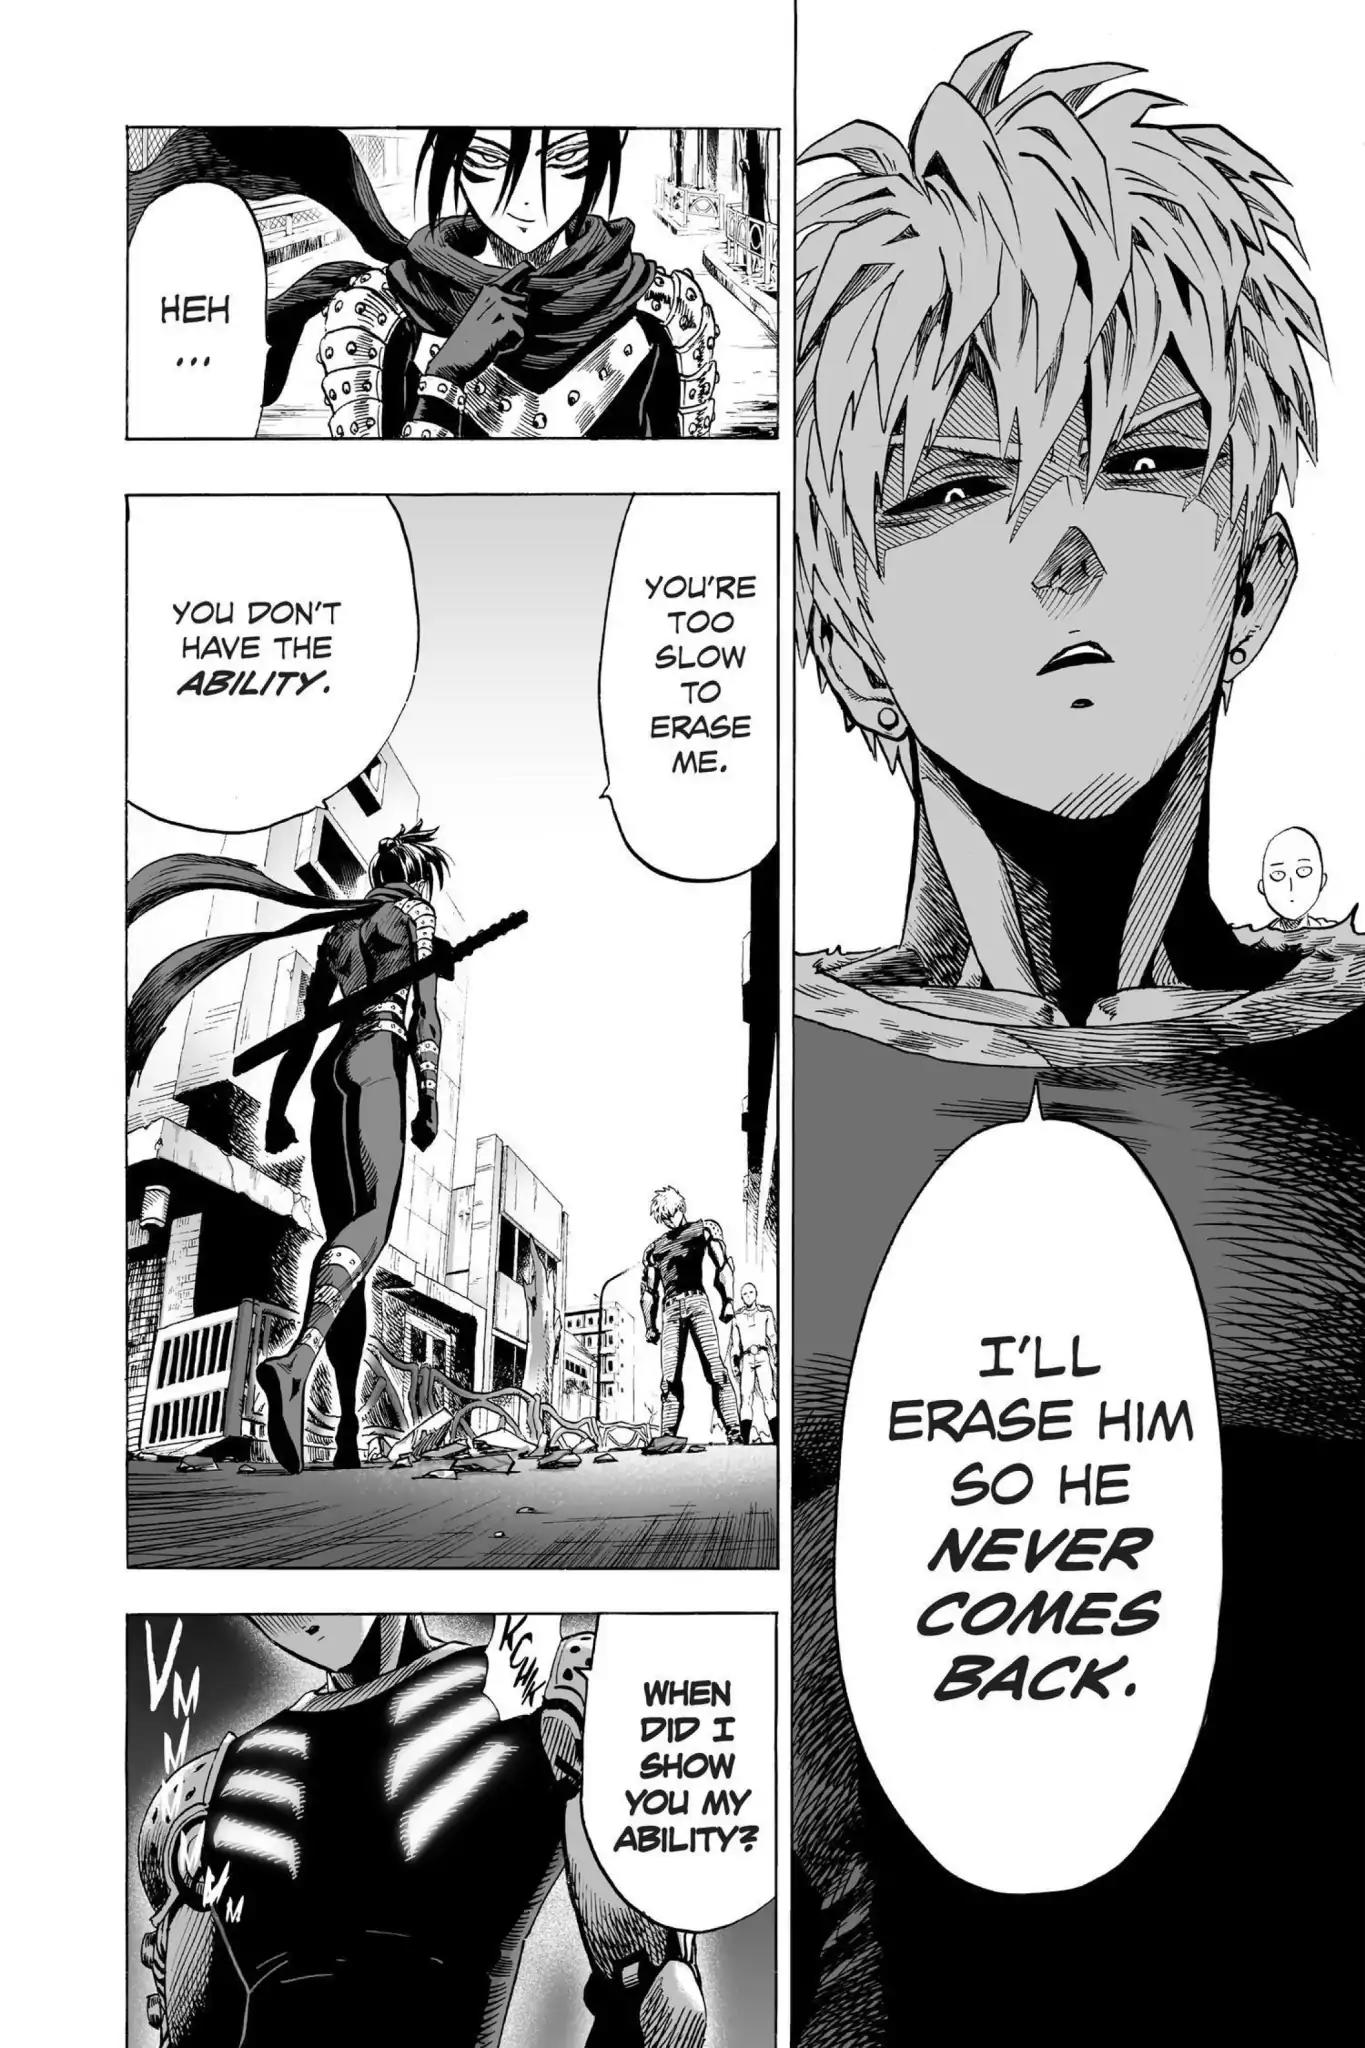 I'LL
ERASE HIM
SO HE
NEVER
COMES
BACK.
HEH
...
YOU'RE
TOO
SLOW
TO
ERASE
ME.
YOU DON'T
HAVE THE
ABILITY.
KCHK
WHEN
DID I
SHOW
YOU MY
ABILITY?
VMMMVMM